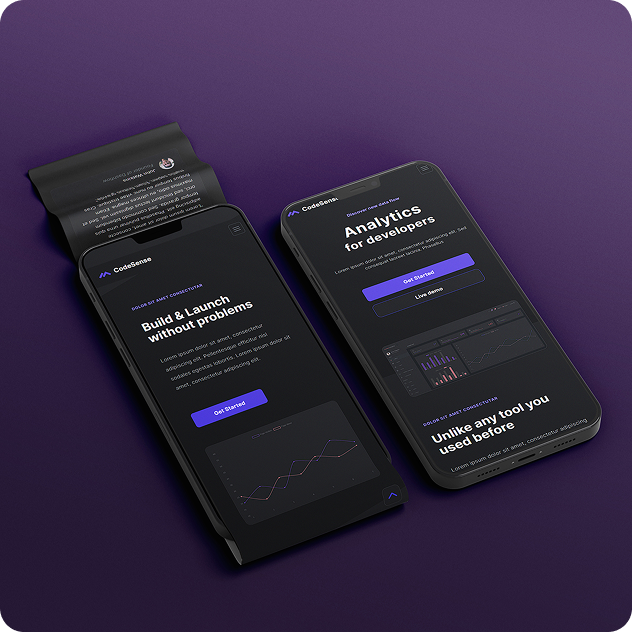 CodeSense
DOLOR SIT AMET CONSECTUTAR
Build & Launch
without problems
Lorem ipsum dolor sit amet, consectetur
adipiscing elit. Pellentesque efficitur nisi
sodales egestas lobortis. Lorem ipsum dolor sit
amet, consectetur adipiscing elit.
Get Started
CodeSense
Discover new data flow
Analytics
for developers
Lorem ipsum dolor sit amet, consectetur adipiscing elit. Sed
consequat laoreet lacinia. Phasellus
Get Started
Live demo
DOLOR SIT AMET CONSECTUTAR
Unlike any tool you
used before
Lorem ipsum dolor sit amet, consectetur adipiscing